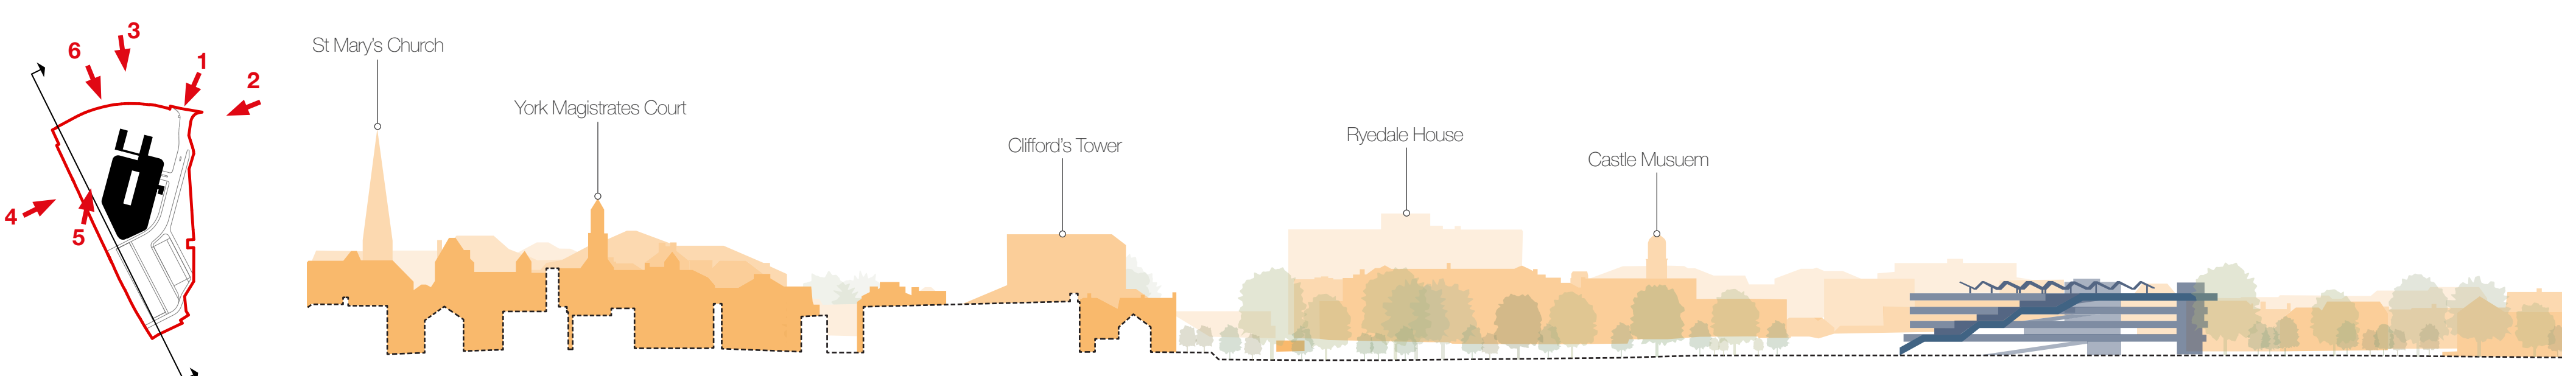 3
6
1
2
4
5
St Mary's Church
York Magistrates Court
Clifford's Tower
Ryedale House
Castle Musuem